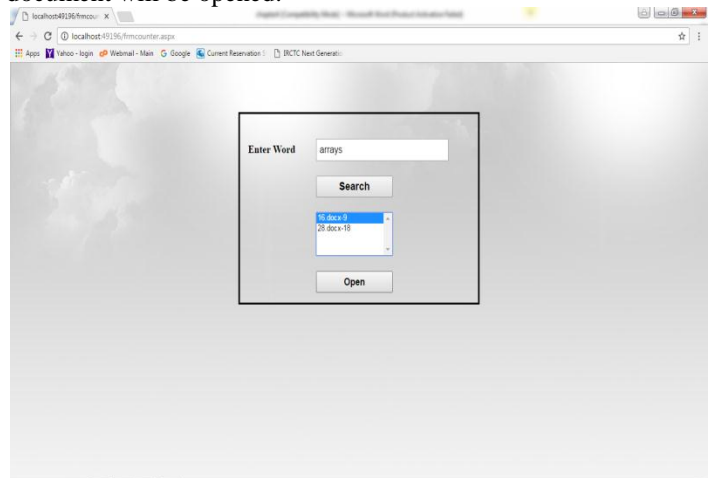 document will be opened.
localhost:49196/frmcour
localhost:49196/frmcounter.aspx
Apps Yahoo - login Webmail - Main Google Current Reservation S IRCTC Next Generatio
Enter Word arrays
Search
16.docx-9
28.docx-18
Open